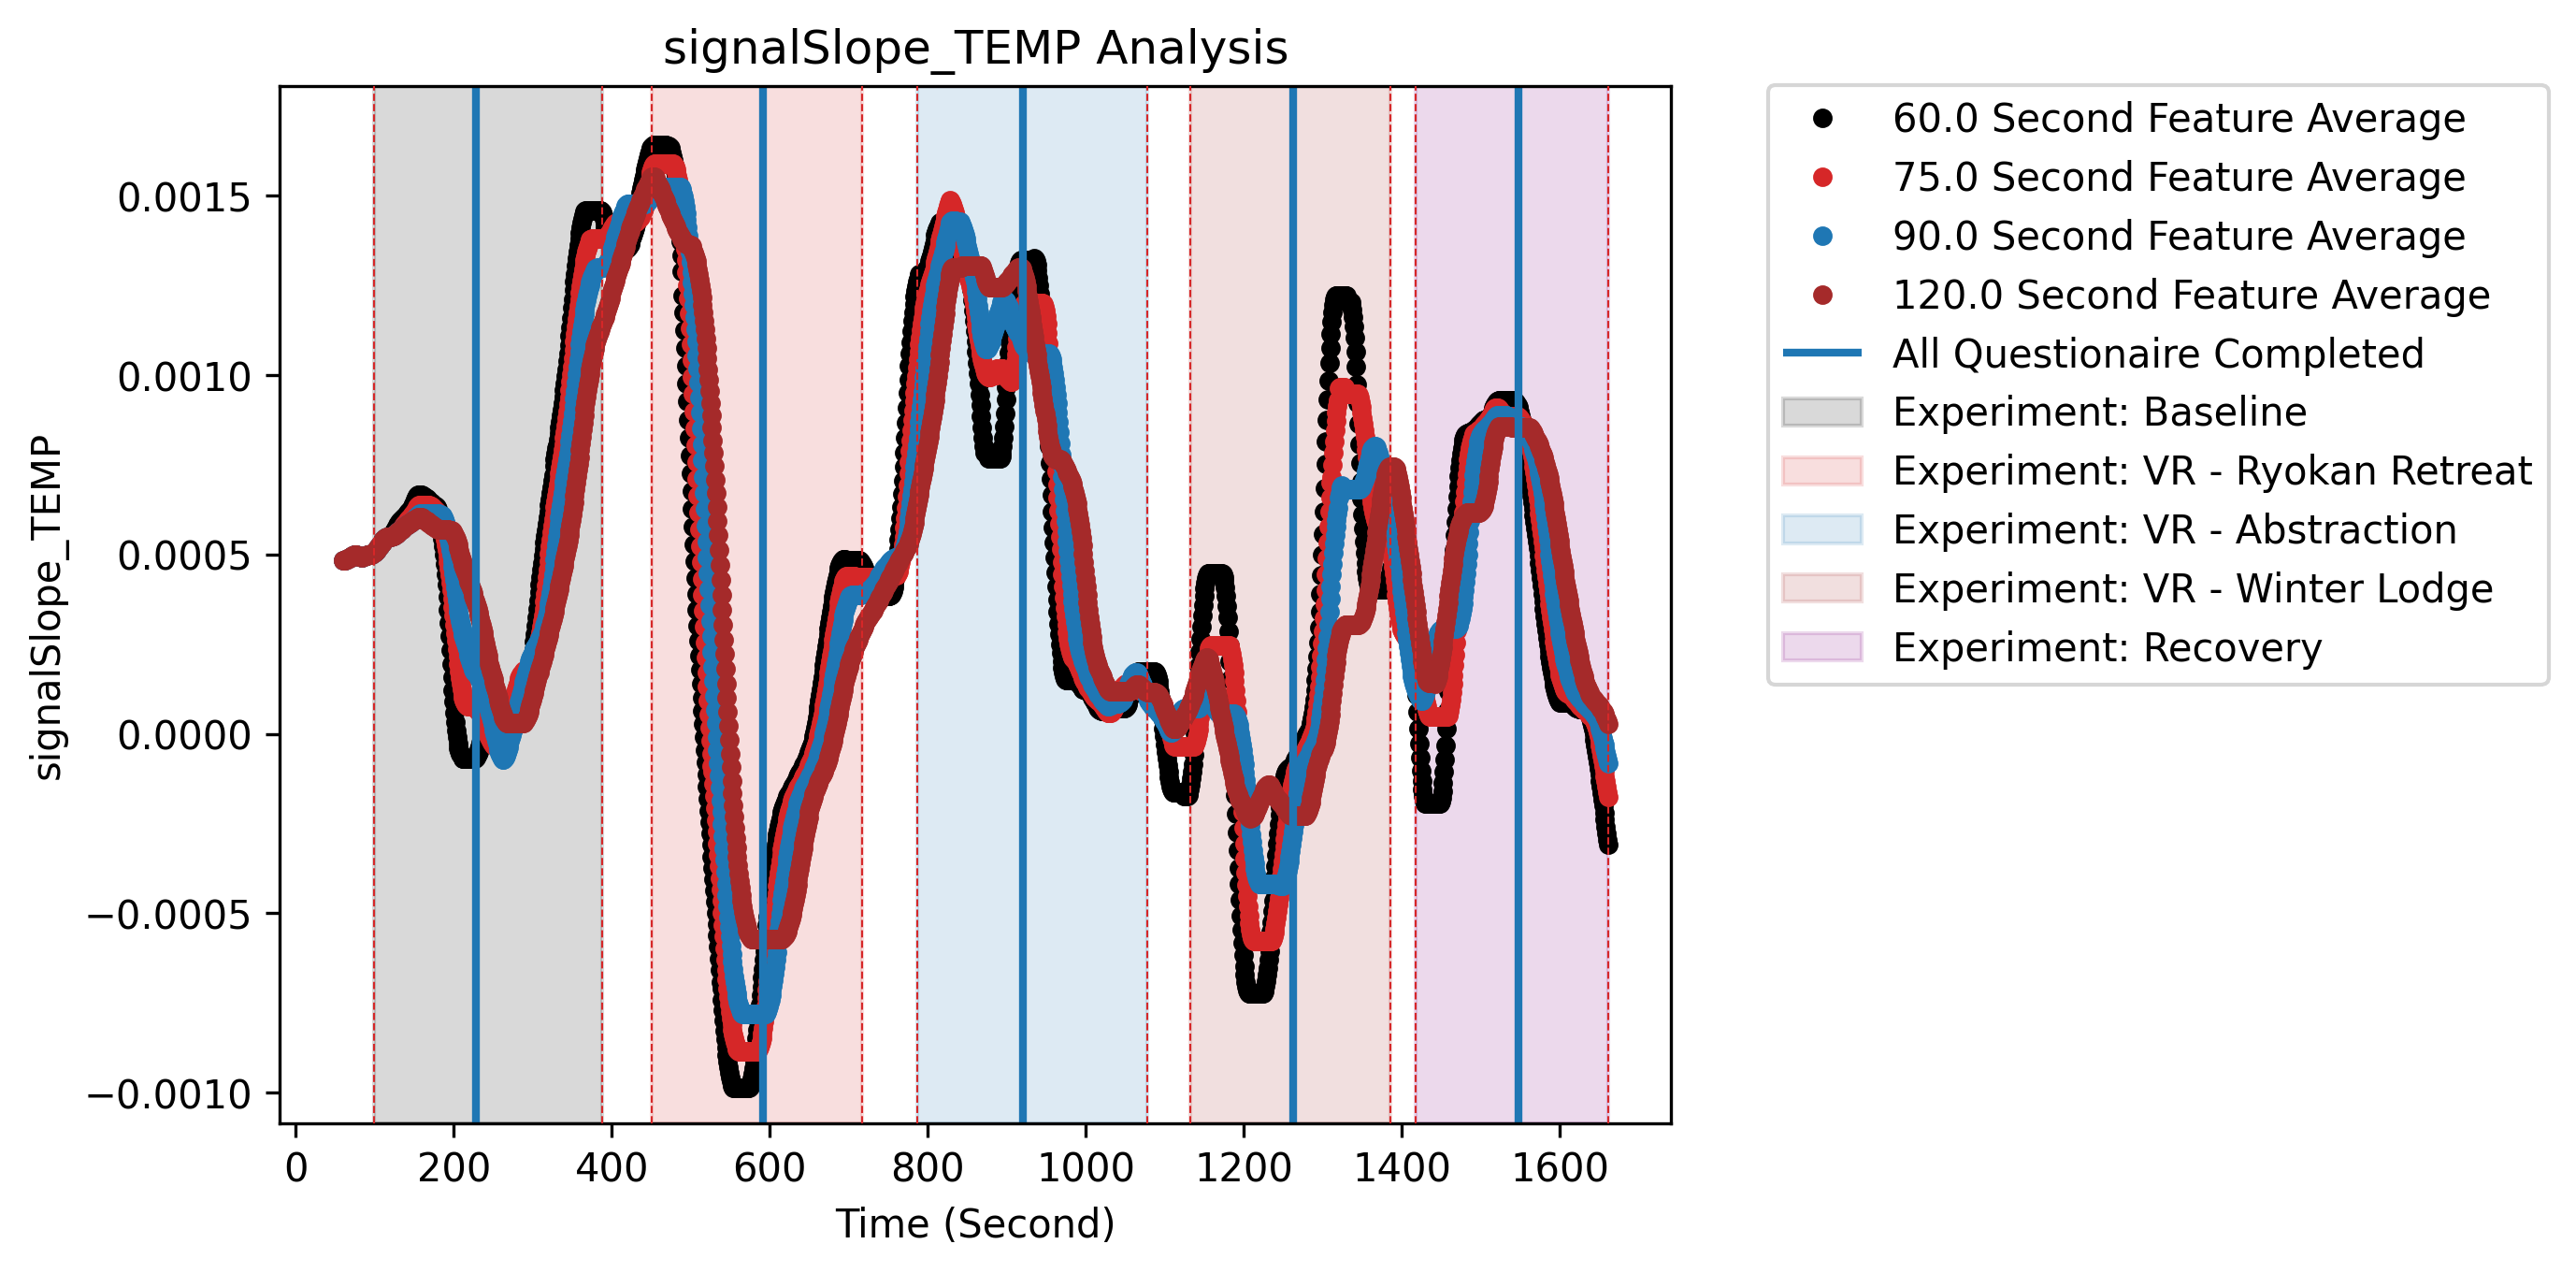 signalSlope_TEMP Analysis
signalSlope_TEMP
0.0015
0.0010
0.0005
0.0000
−0.0005
−0.0010
0 200 400 600 800 1000 1200 1400 1600
Time (Second)
60.0 Second Feature Average
75.0 Second Feature Average
90.0 Second Feature Average
120.0 Second Feature Average
All Questionaire Completed
Experiment: Baseline
Experiment: VR - Ryokan Retreat
Experiment: VR - Abstraction
Experiment: VR - Winter Lodge
Experiment: Recovery